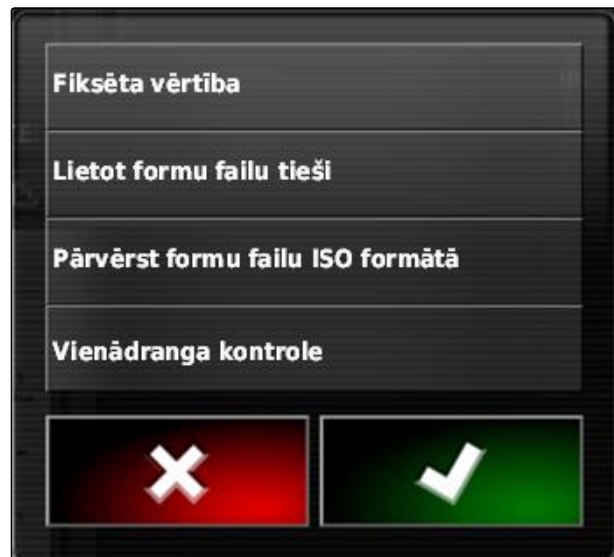 Fiksēta vērtība
Lietot formu failu tieši
Pārvērst formu failu ISO formātā
Vienādranga kontrole